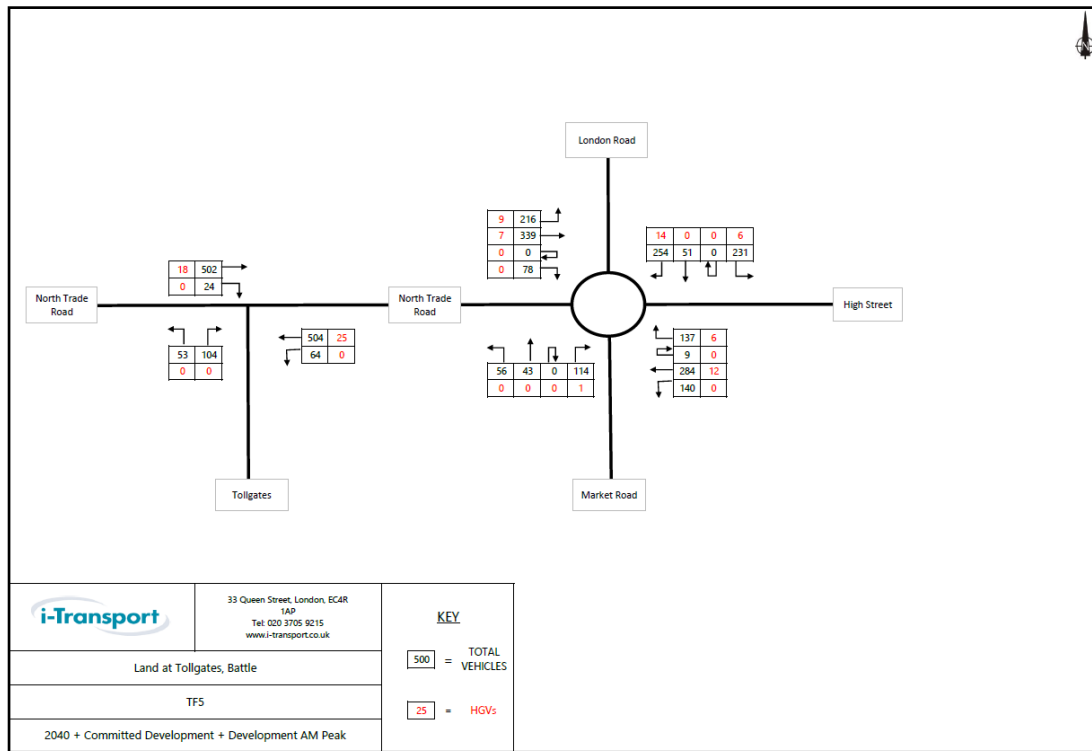 London Road
9 216
7 339
0 0
0 78
14 0 0 6
254 51 0 231
18 502
0 24
North Trade
Road
North Trade
Road
High Street
53 104
0 0
504 25
64 0
56 43 0 114
0 0 0 1
137 6
9 0
284 12
140 0
Tollgates
Market Road
i-Transport
33 Queen Street, London, EC4R
1AP
Tel: 020 3705 9215
www.i-transport.co.uk
Land at Tollgates, Battle
TF5
2040 + Committed Development + Development AM Peak
KEY
500 = TOTAL
VEHICLES
25 = HGVs